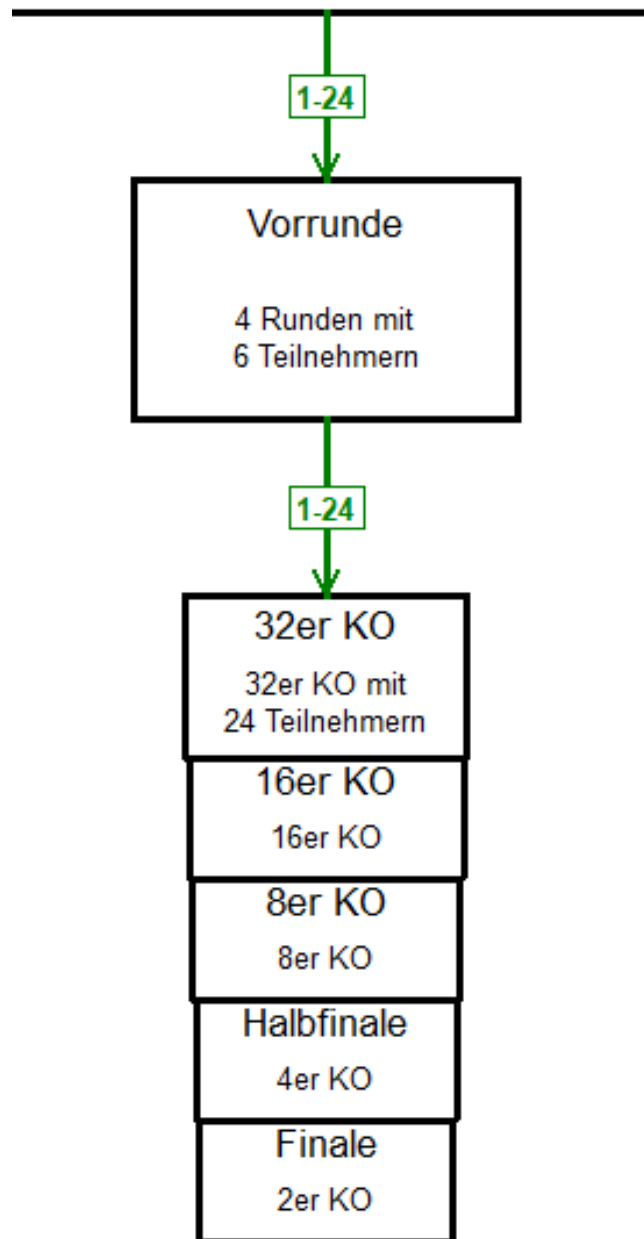 1-24
Vorrunde
4 Runden mit
6 Teilnehmern
1-24
32er KO
32er KO mit
24 Teilnehmern
16er KO
16er KO
8er KO
8er KO
Halbfinale
4er KO
Finale
2er KO